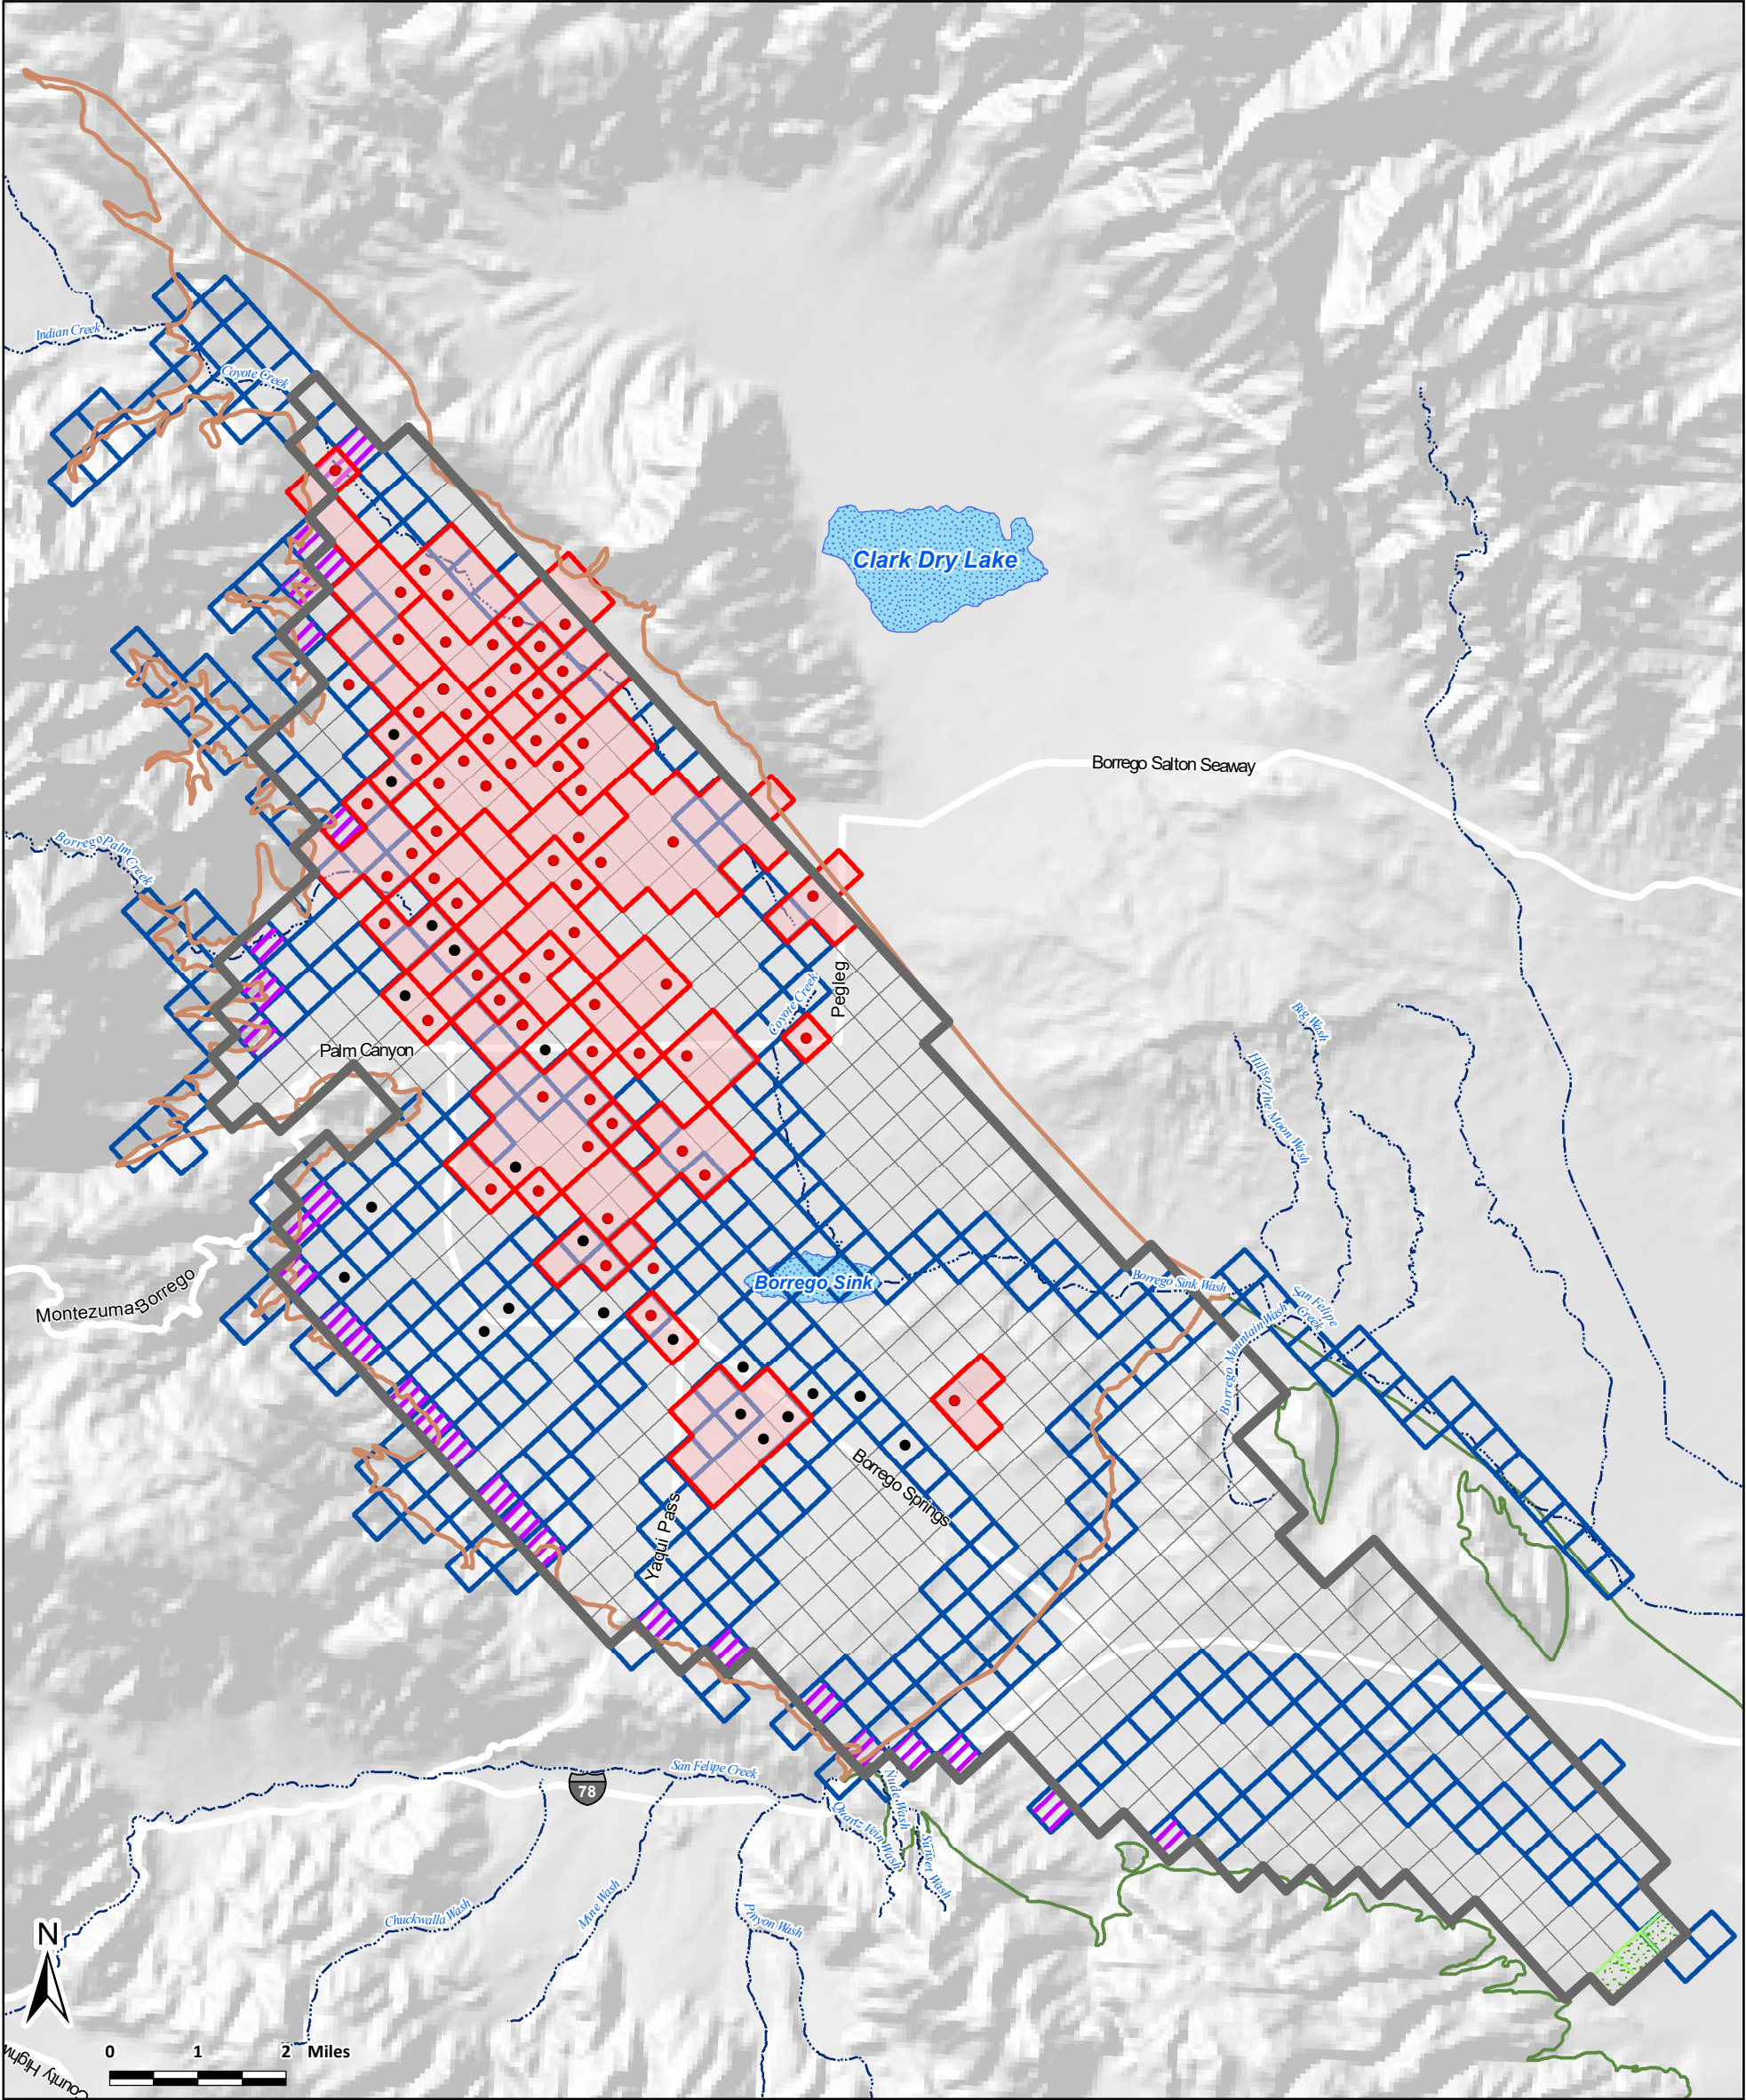 Indian Creek
Coyote Creek
Clark Dry Lake
Borrego Salton Seaway
Borrego Palm
Creek
Pegleg
Coyote Creek
Palm Canyon
Big Wash
Hills of the Moon Wash
Montezuma-Borrego
Borrego Sink
Borrego Sink Wash
San Felipe
Creek
Borrego Mountain Wash
Borrego Springs
Yaqui Pass
San Felipe Creek
78
Nude Wash
Quartz Vein Wash
Sunset Wash
Chuckwalla Wash
Mine Wash
Pinyon Wash
N
0 1 2 Miles
County Highw